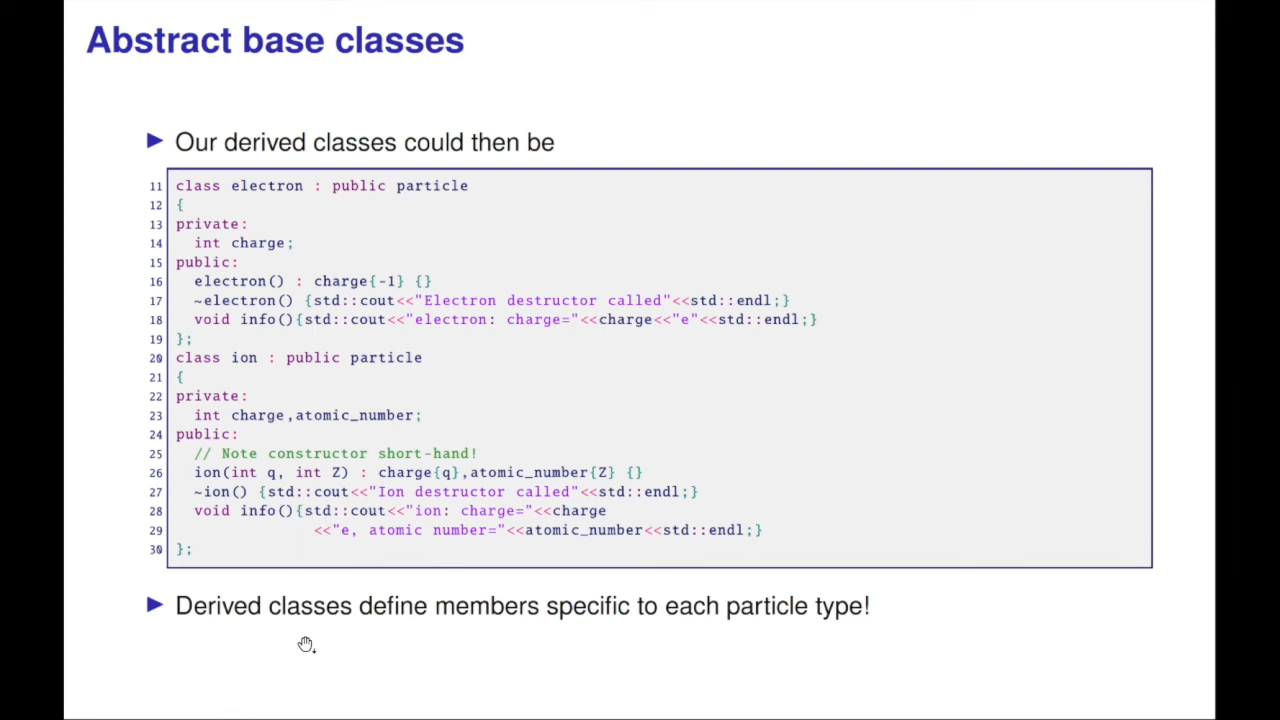 Abstract base classes
▶ Our derived classes could then be
11 class electron : public particle
12 {
13 private:
14   int charge;
15 public:
16   electron() : charge{-1} {}
17   ~electron() {std::cout<<"Electron destructor called"<<std::endl;}
18   void info(){std::cout<<"electron: charge="<<charge<<"e"<<std::endl;}
19 };
20 class ion : public particle
21 {
22 private:
23   int charge,atomic_number;
24 public:
25   // Note constructor short-hand!
26   ion(int q, int Z) : charge{q},atomic_number{Z} {}
27   ~ion() {std::cout<<"Ion destructor called"<<std::endl;}
28   void info(){std::cout<<"ion: charge="<<charge
29                <<"e, atomic number="<<atomic_number<<std::endl;}
30 };
▶ Derived classes define members specific to each particle type!